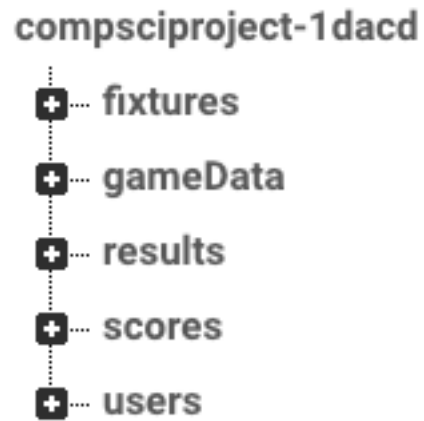 compsciproject-1dacd
fixtures
gameData
results
scores
users